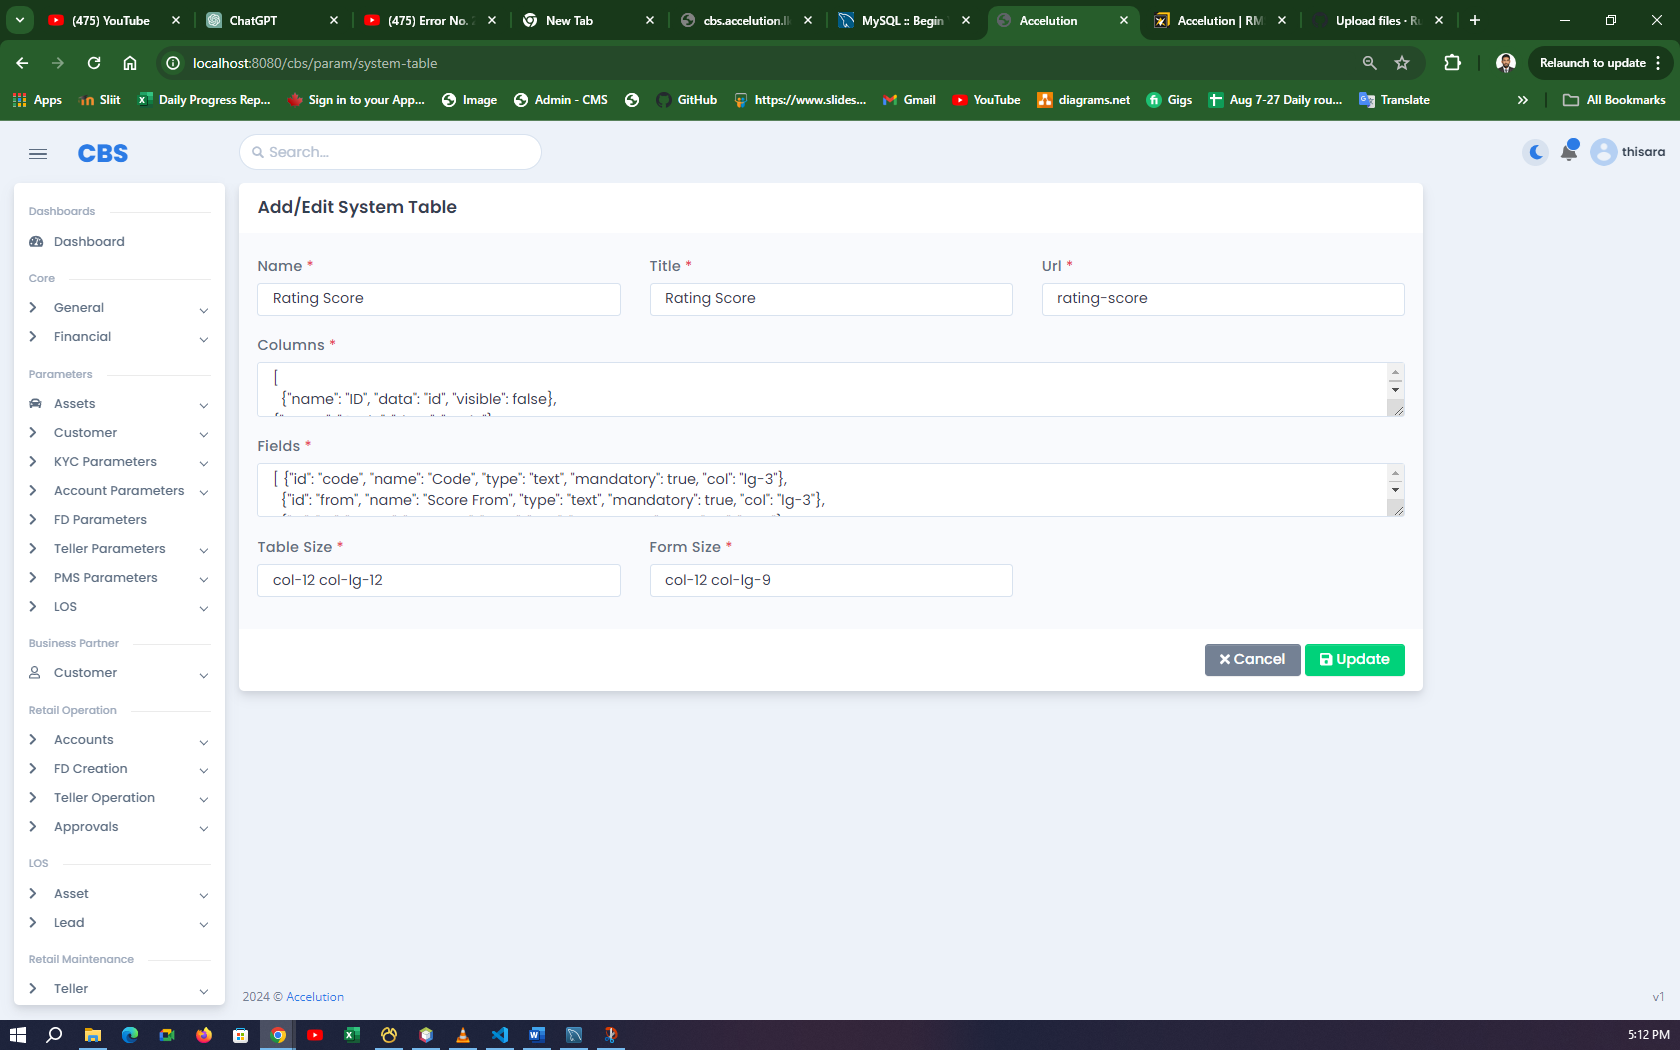 (475) YouTube
ChatGPT
(475) Error No. 2
New Tab
cbs.accelution.lk
MySQL :: Begin
Accelution
Accelution | RM
Upload files · Ru
localhost:8080/cbs/param/system-table
Relaunch to update
Apps
Sliit
Daily Progress Rep...
Sign in to your App...
Image
Admin - CMS
GitHub
https://www.slides...
Gmail
YouTube
diagrams.net
Gigs
Aug 7-27 Daily rou...
Translate
All Bookmarks
CBS
Search...
thisara
Dashboards
Dashboard
Core
General
Financial
Parameters
Assets
Customer
KYC Parameters
Account Parameters
FD Parameters
Teller Parameters
PMS Parameters
LOS
Business Partner
Customer
Retail Operation
Accounts
FD Creation
Teller Operation
Approvals
LOS
Asset
Lead
Retail Maintenance
Teller
Add/Edit System Table
Name *
Title *
Url *
Rating Score
Rating Score
rating-score
Columns *
[
{"name": "ID", "data": "id", "visible": false},
Fields *
[ {"id": "code", "name": "Code", "type": "text", "mandatory": true, "col": "lg-3"},
{"id": "from", "name": "Score From", "type": "text", "mandatory": true, "col": "lg-3"},
Table Size *
Form Size *
col-12 col-lg-12
col-12 col-lg-9
Cancel
Update
2024 © Accelution
v1
5:12 PM